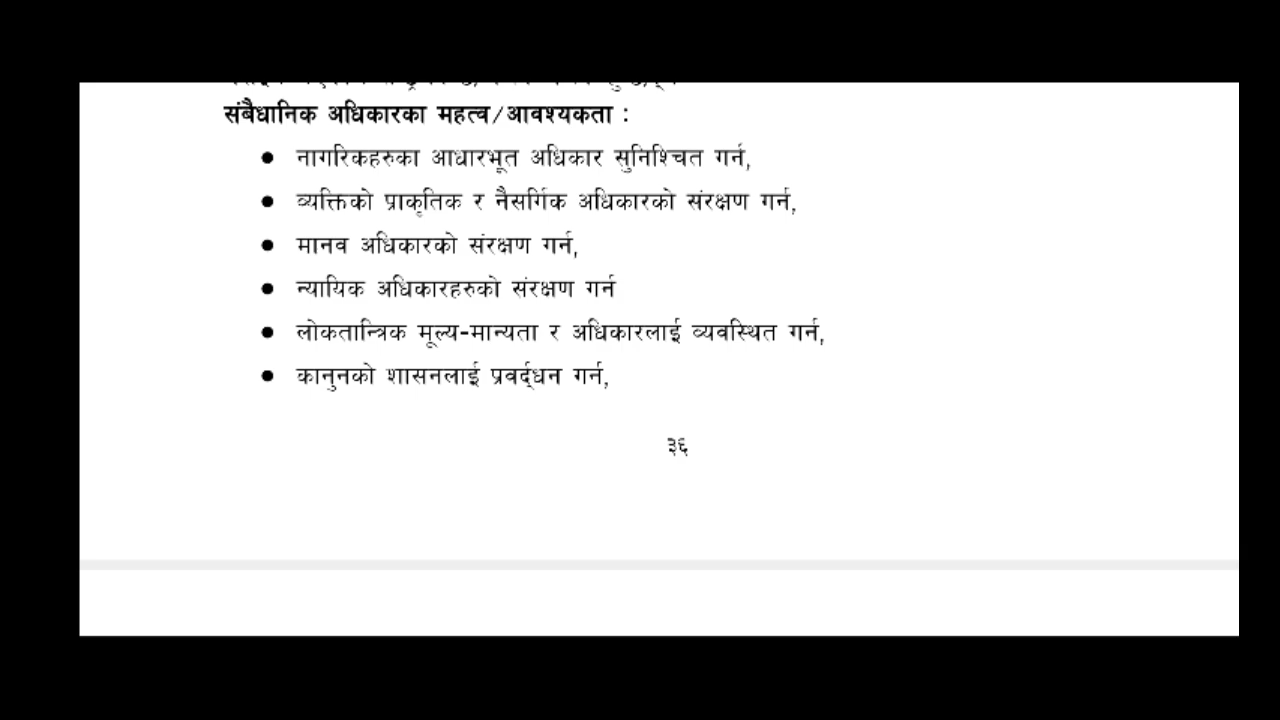 संबैधानिक अधिकारका महत्व/आवश्यकता :
● नागरिकहरुका आधारभूत अधिकार सुनिश्चित गर्न,
● व्यक्तिको प्राकृतिक र नैसर्गिक अधिकारको संरक्षण गर्न,
● मानव अधिकारको संरक्षण गर्न,
● न्यायिक अधिकारहरुको संरक्षण गर्न
● लोकतान्त्रिक मूल्य-मान्यता र अधिकारलाई व्यवस्थित गर्न,
● कानुनको शासनलाई प्रवर्द्धन गर्न,
३६